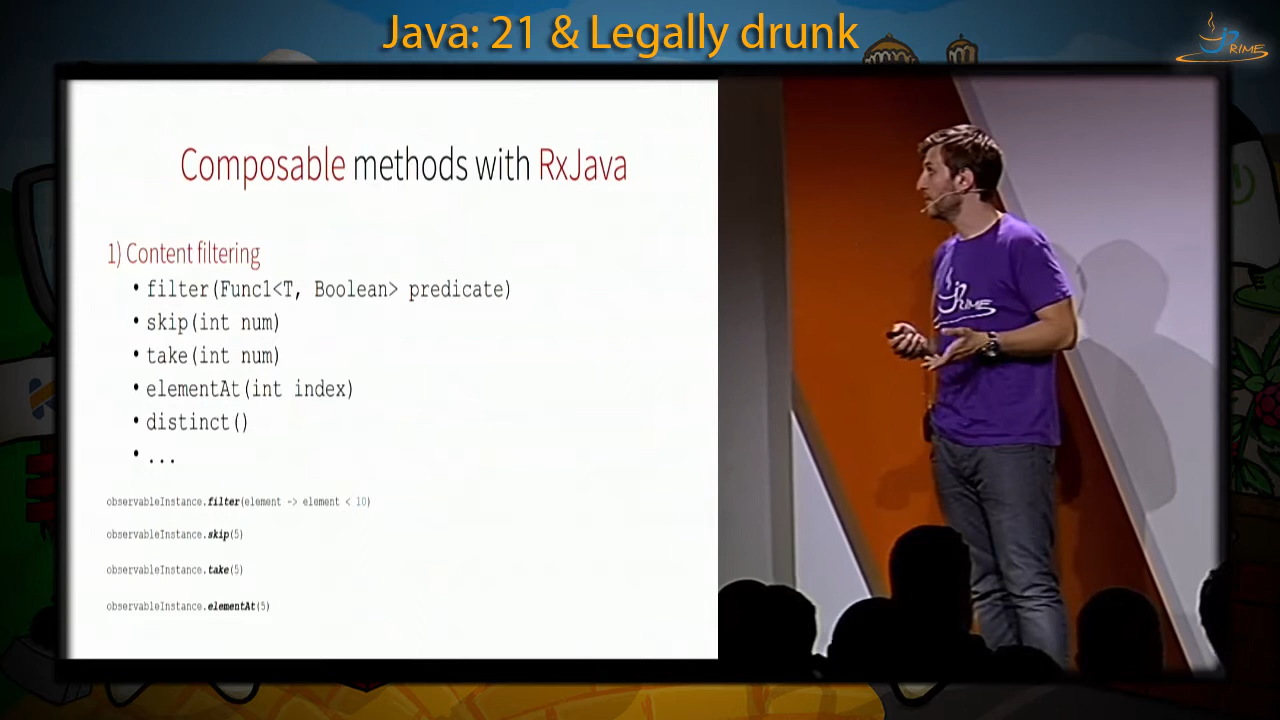 Java: 21 & Legally drunk
JPRIME
Composable methods with RxJava
1) Content filtering
• filter(Func1<T, Boolean> predicate)
• skip(int num)
• take(int num)
• elementAt(int index)
• distinct()
• ...
observableInstance.filter(element -> element < 10)
observableInstance.skip(5)
observableInstance.take(5)
observableInstance.elementAt(5)
JPRIME